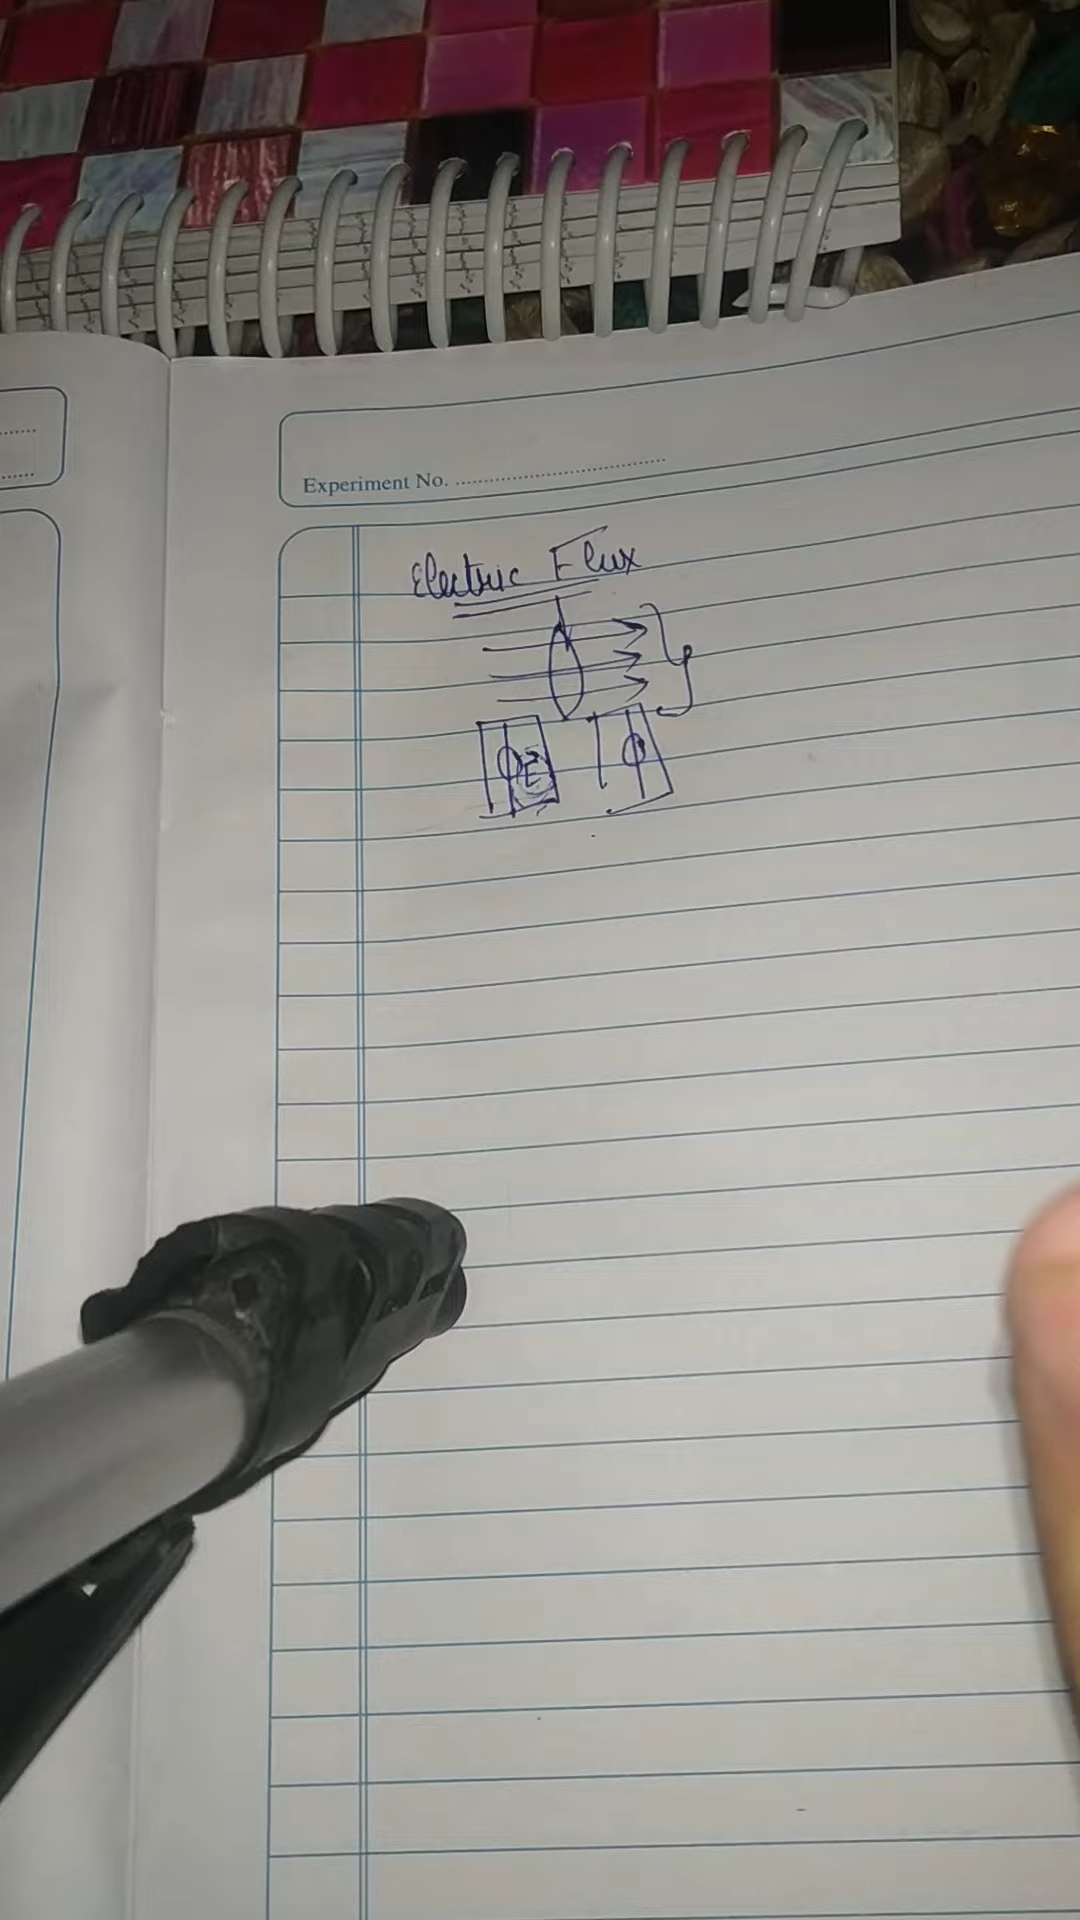 Experiment No.
Electric Flux
ϕE ϕ